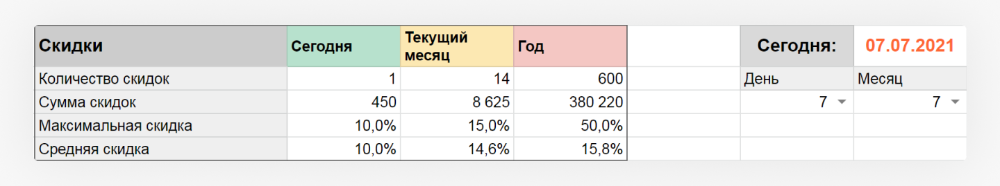 Скидки Сегодня Текущий месяц Год Сегодня: 07.07.2021
Количество скидок 1 14 600 День Месяц
Сумма скидок 450 8 625 380 220 7 7
Максимальная скидка 10,0% 15,0% 50,0%
Средняя скидка 10,0% 14,6% 15,8%